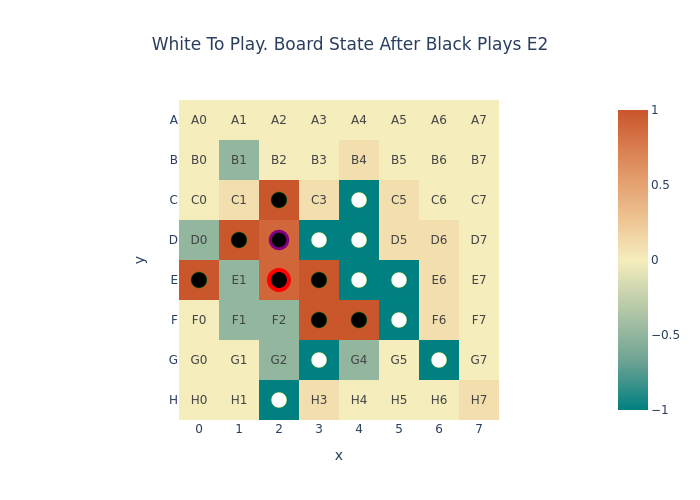 White To Play. Board State After Black Plays E2
A A0 A1 A2 A3 A4 A5 A6 A7
B B0 B1 B2 B3 B4 B5 B6 B7
C C0 C1 C3 C5 C6 C7
D D0 D5 D6 D7
E E1 E6 E7
F F0 F1 F2 F6 F7
G G0 G1 G2 G4 G5 G7
H H0 H1 H3 H4 H5 H6 H7
0 1 2 3 4 5 6 7
x
y
1
0.5
0
−0.5
−1